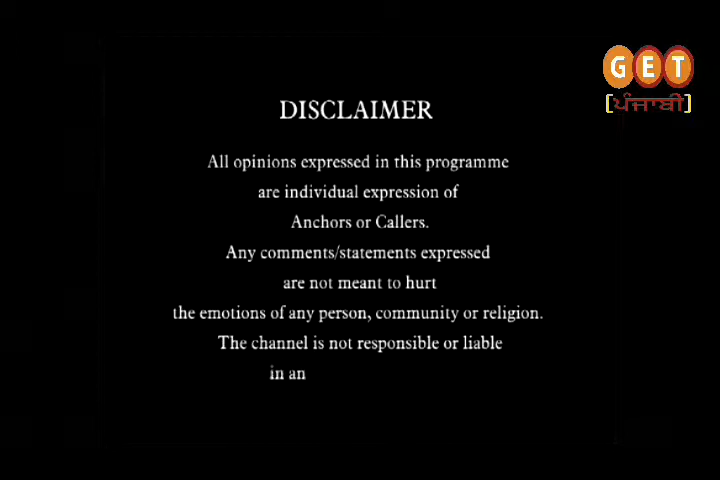 GET
[ਪੰਜਾਬੀ]
DISCLAIMER
All opinions expressed in this programme
are individual expression of
Anchors or Callers.
Any comments/statements expressed
are not meant to hurt
the emotions of any person, community or religion.
The channel is not responsible or liable
in an